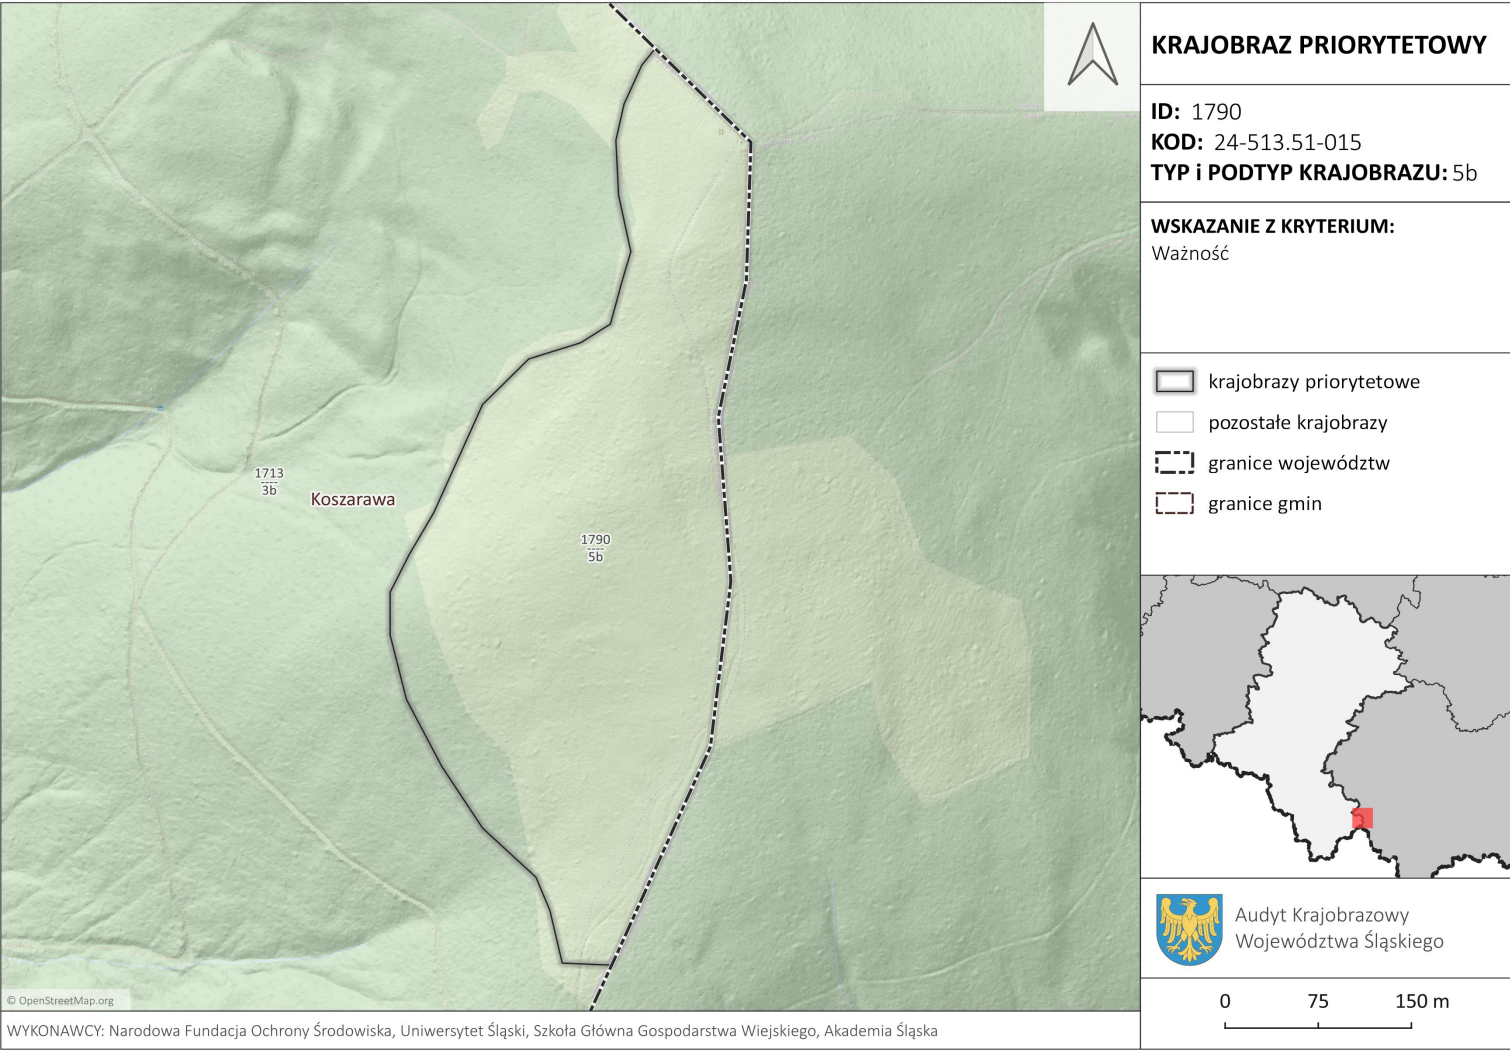 KRAJOBRAZ PRIORYTETOWY
ID: 1790
KOD: 24-513.51-015
TYP i PODTYP KRAJOBRAZU: 5b
WSKAZANIE Z KRYTERIUM:
Ważność
krajobrazy priorytetowe
pozostałe krajobrazy
granice województw
granice gmin
1713
3b
Koszarawa
1790
5b
Audyt Krajobrazowy
Województwa Śląskiego
0 75 150 m
© OpenStreetMap.org
WYKONAWCY: Narodowa Fundacja Ochrony Środowiska, Uniwersytet Śląski, Szkoła Główna Gospodarstwa Wiejskiego, Akademia Śląska